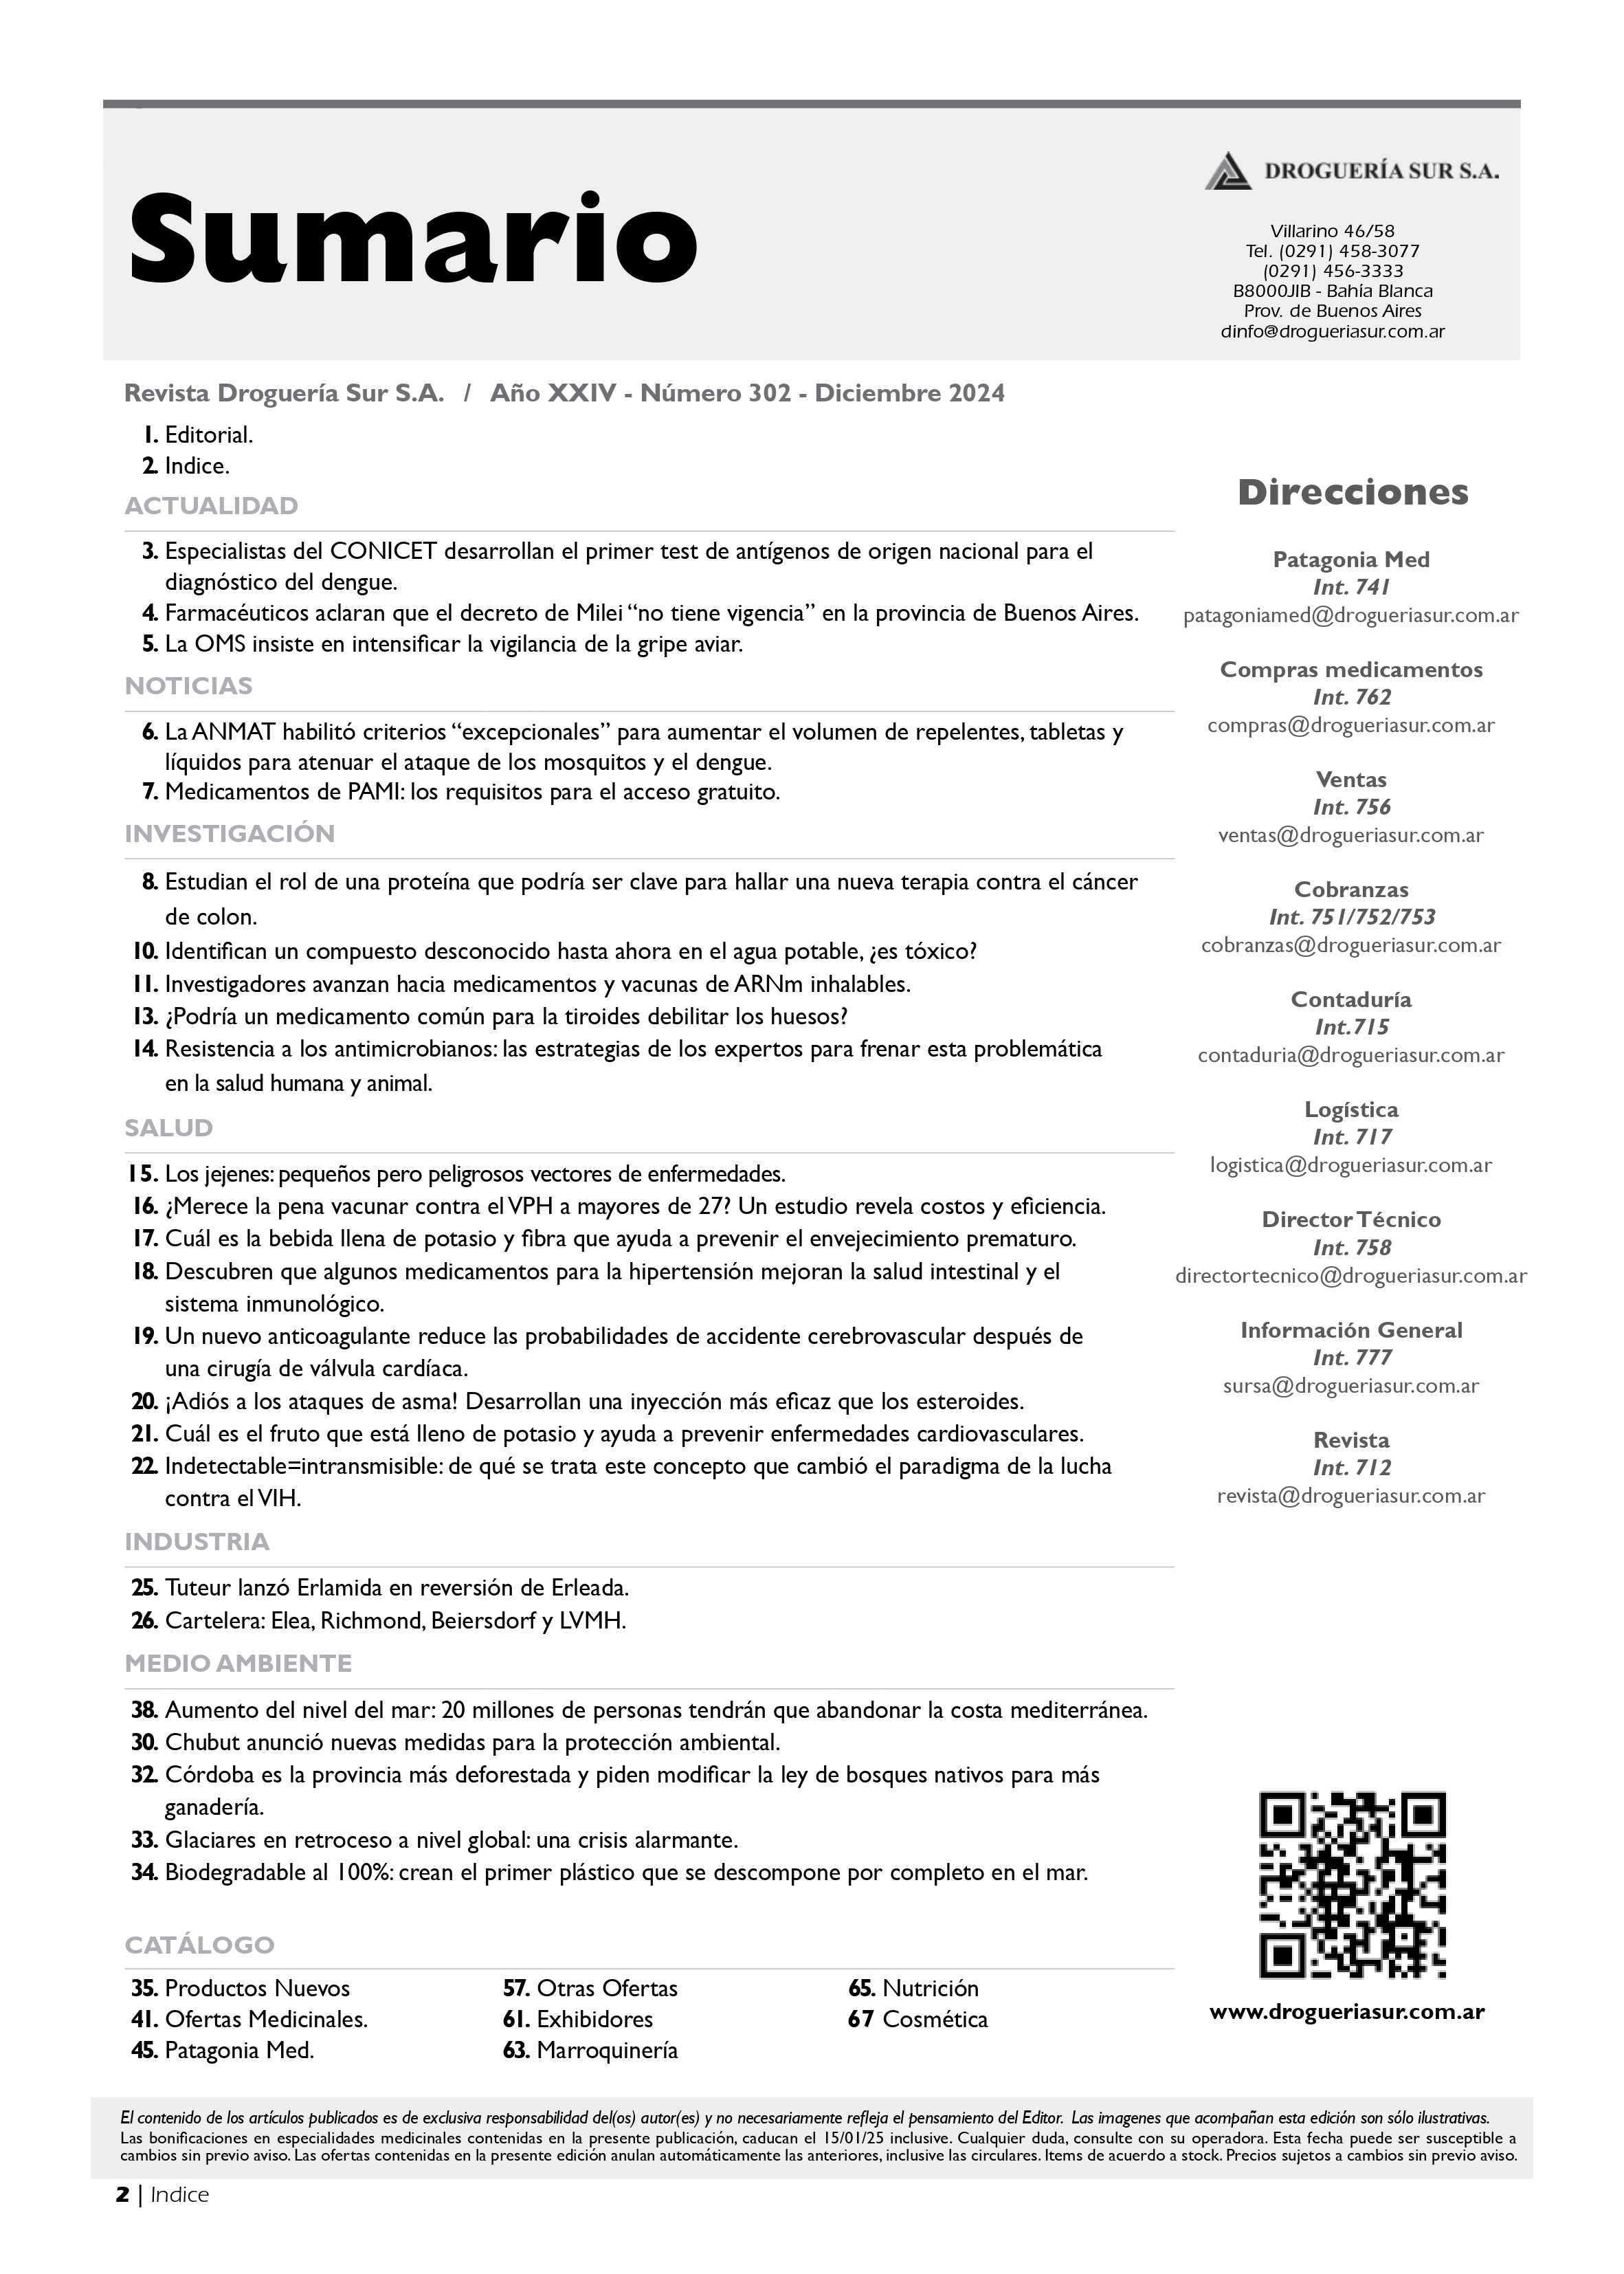 Sumario
DROGUERÍA SUR S.A.
Villarino 46/58
Tel. (0291) 458-3077
(0291) 456-3333
B8000JIB - Bahía Blanca
Prov. de Buenos Aires
dinfo@drogueriasur.com.ar
Revista Droguería Sur S.A. / Año XXIV - Número 302 - Diciembre 2024
1. Editorial.
2. Indice.
ACTUALIDAD
3. Especialistas del CONICET desarrollan el primer test de antígenos de origen nacional para el
diagnóstico del dengue.
4. Farmacéuticos aclaran que el decreto de Milei “no tiene vigencia” en la provincia de Buenos Aires.
5. La OMS insiste en intensificar la vigilancia de la gripe aviar.
NOTICIAS
6. La ANMAT habilitó criterios “excepcionales” para aumentar el volumen de repelentes, tabletas y
líquidos para atenuar el ataque de los mosquitos y el dengue.
7. Medicamentos de PAMI: los requisitos para el acceso gratuito.
INVESTIGACIÓN
8. Estudian el rol de una proteína que podría ser clave para hallar una nueva terapia contra el cáncer
de colon.
10. Identifican un compuesto desconocido hasta ahora en el agua potable, ¿es tóxico?
11. Investigadores avanzan hacia medicamentos y vacunas de ARNm inhalables.
13. ¿Podría un medicamento común para la tiroides debilitar los huesos?
14. Resistencia a los antimicrobianos: las estrategias de los expertos para frenar esta problemática
en la salud humana y animal.
SALUD
15. Los jejenes: pequeños pero peligrosos vectores de enfermedades.
16. ¿Merece la pena vacunar contra el VPH a mayores de 27? Un estudio revela costos y eficiencia.
17. Cuál es la bebida llena de potasio y fibra que ayuda a prevenir el envejecimiento prematuro.
18. Descubren que algunos medicamentos para la hipertensión mejoran la salud intestinal y el
sistema inmunológico.
19. Un nuevo anticoagulante reduce las probabilidades de accidente cerebrovascular después de
una cirugía de válvula cardíaca.
20. ¡Adiós a los ataques de asma! Desarrollan una inyección más eficaz que los esteroides.
21. Cuál es el fruto que está lleno de potasio y ayuda a prevenir enfermedades cardiovasculares.
22. Indetectable=intransmisible: de qué se trata este concepto que cambió el paradigma de la lucha
contra el VIH.
INDUSTRIA
25. Tuteur lanzó Erlamida en reversión de Erleada.
26. Cartelera: Elea, Richmond, Beiersdorf y LVMH.
MEDIO AMBIENTE
38. Aumento del nivel del mar: 20 millones de personas tendrán que abandonar la costa mediterránea.
30. Chubut anunció nuevas medidas para la protección ambiental.
32. Córdoba es la provincia más deforestada y piden modificar la ley de bosques nativos para más
ganadería.
33. Glaciares en retroceso a nivel global: una crisis alarmante.
34. Biodegradable al 100%: crean el primer plástico que se descompone por completo en el mar.
CATÁLOGO
35. Productos Nuevos
41. Ofertas Medicinales.
45. Patagonia Med.
57. Otras Ofertas
61. Exhibidores
63. Marroquinería
65. Nutrición
67 Cosmética
Direcciones
Patagonia Med
Int. 741
patagoniamed@drogueriasur.com.ar
Compras medicamentos
Int. 762
compras@drogueriasur.com.ar
Ventas
Int. 756
ventas@drogueriasur.com.ar
Cobranzas
Int. 751/752/753
cobranzas@drogueriasur.com.ar
Contaduría
Int.715
contaduria@drogueriasur.com.ar
Logística
Int. 717
logistica@drogueriasur.com.ar
Director Técnico
Int. 758
directortecnico@drogueriasur.com.ar
Información General
Int. 777
sursa@drogueriasur.com.ar
Revista
Int. 712
revista@drogueriasur.com.ar
www.drogueriasur.com.ar
El contenido de los artículos publicados es de exclusiva responsabilidad del(os) autor(es) y no necesariamente refleja el pensamiento del Editor. Las imagenes que acompañan esta edición son sólo ilustrativas.
Las bonificaciones en especialidades medicinales contenidas en la presente publicación, caducan el 15/01/25 inclusive. Cualquier duda, consulte con su operadora. Esta fecha puede ser susceptible a
cambios sin previo aviso. Las ofertas contenidas en la presente edición anulan automáticamente las anteriores, inclusive las circulares. Items de acuerdo a stock. Precios sujetos a cambios sin previo aviso.
2 | Indice